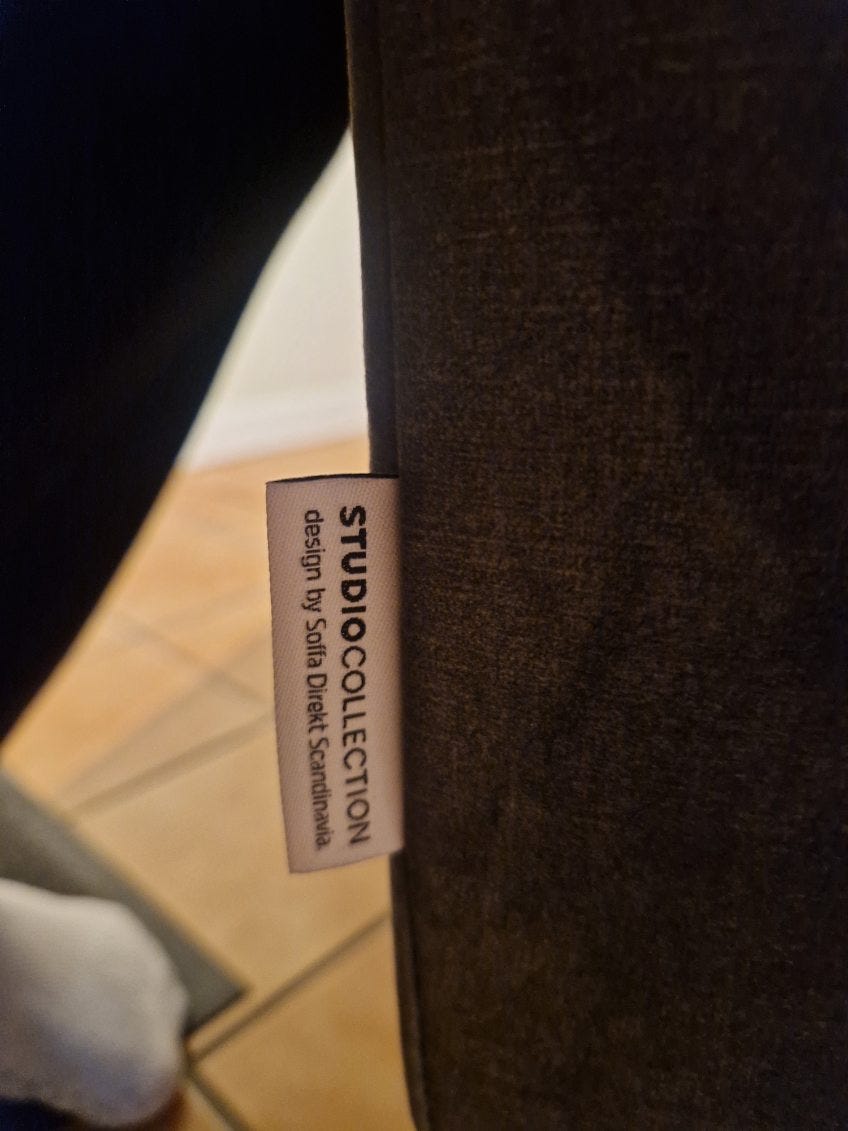 STUDIOCOLLECTION
design by Soffa Direkt Scandinavia.